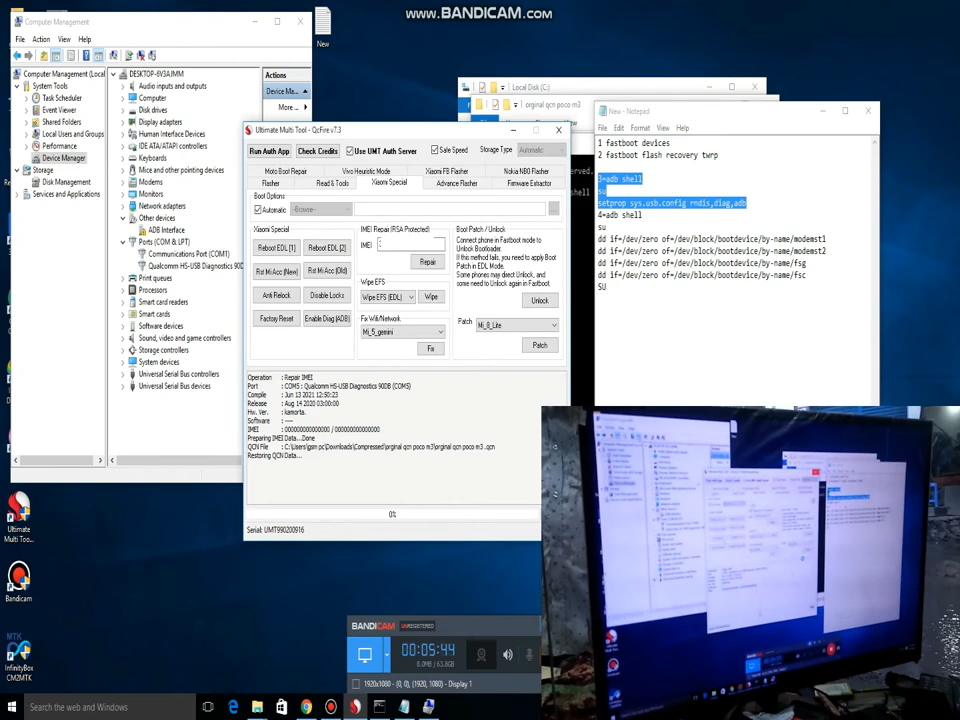 www.BANDICAM.com
Computer Management
File Action View Help
Computer Management (Local
System Tools
Task Scheduler
Event Viewer
Shared Folders
Local Users and Groups
Performance
Device Manager
Storage
Disk Management
Services and Applications
DESKTOP-6V3AJMM
Audio inputs and outputs
Computer
Disk drives
Display adapters
Human Interface Devices
IDE ATA/ATAPI controllers
Keyboards
Mice and other pointing devices
Modems
Monitors
Network adapters
Other devices
ADB Interface
Ports (COM & LPT)
Communications Port (COM1)
Qualcomm HS-USB Diagnostics 90D
Print queues
Processors
Smart card readers
Smart cards
Software devices
Sound, video and game controllers
Storage controllers
System devices
Universal Serial Bus controllers
Universal Serial Bus devices
Actions
Device Ma...
More ...
New
Local Disk (C:)
orginal qcn poco m3
Ultimate Multi Tool - QcFire v7.3
Run Auth App
Check Credits
Use UMT Auth Server
Safe Speed
Storage Type
Automatic
Moto Boot Repair
Vivo Heuristic Mode
Xiaomi FB Flasher
Nokia NB0 Flasher
Flasher
Read & Tools
Xiaomi Special
Advance Flasher
Firmware Extractor
Boot Options
Automatic
--Browse--
...
Xiaomi Special
Reboot EDL [1]
Reboot EDL [2]
Rst Mi Acc (New)
Rst Mi Acc (Old)
Anti Relock
Disable Locks
Factory Reset
Enable Diag (ADB)
IMEI Repair (RSA Protected)
IMEI
Repair
Wipe EFS
Wipe EFS (EDL)
Wipe
Fix Wifi/Network
Mi_5_gemini
Fix
Boot Patch / Unlock
Connect phone in Fastboot mode to
Unlock Bootloader.
If this method fails, you need to apply Boot
Patch in EDL Mode.
Some phones may direct Unlock, and
some need to Unlock again in Fastboot
Unlock
Patch
Mi_8_Lite
Patch
Operation : Repair IMEI
Port : COM5 : Qualcomm HS-USB Diagnostics 90DB (COM5)
Compile : Jun 13 2021 12:50:23
Release : Aug 14 2020 03:00:00
Hw. Ver. : kamorta.
Software : ----
IMEI : 000000000000000 / 000000000000000
Preparing IMEI Data...Done
QCN File : C:\Users\gsm pc\Downloads\Compressed\orginal qcn poco m3\orginal qcn poco m3 .qcn
Restoring QCN Data...
0%
Serial: UMT990200916
erved.
shell
New - Notepad
File Edit Format View Help
1 fastboot devices
2 fastboot flash recovery twrp
3=adb shell
su
setprop sys.usb.config rndis,diag,adb
4=adb shell
su
dd if=/dev/zero of=/dev/block/bootdevice/by-name/modemst1
dd if=/dev/zero of=/dev/block/bootdevice/by-name/modemst2
dd if=/dev/zero of=/dev/block/bootdevice/by-name/fsg
dd if=/dev/zero of=/dev/block/bootdevice/by-name/fsc
SU
Ultimate
Multi Too...
Bandicam
MTK
InfinityBox
CM2MTK
BANDICAM UNREGISTERED
00:05:44
8.0MB / 63.8GB
1920x1080 - (0, 0), (1920, 1080) - Display 1
Search the web and Windows